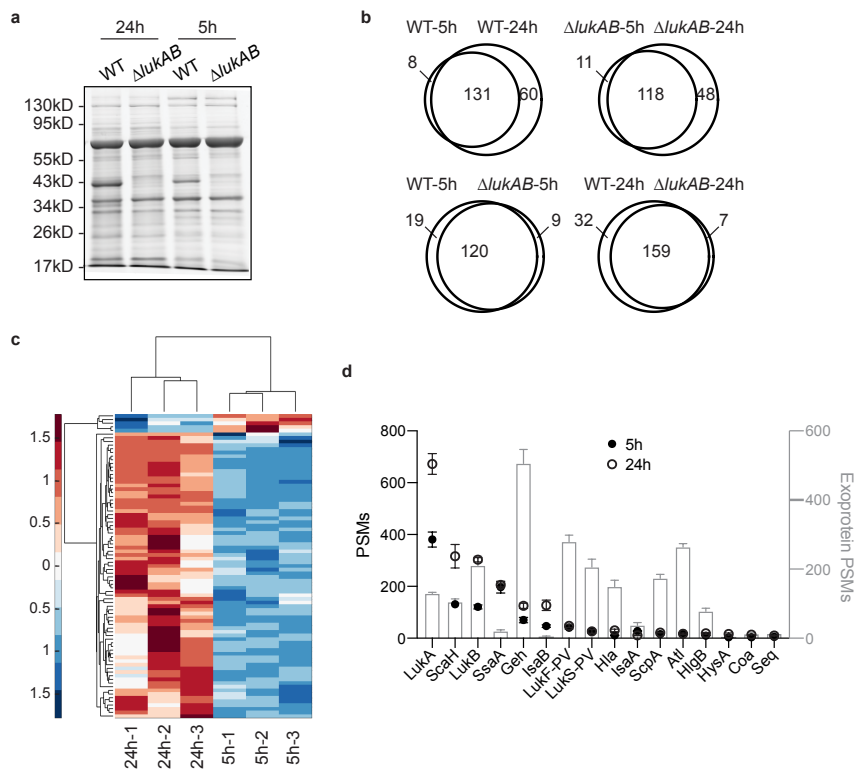 a
24h 5h
WT ΔlukAB WT ΔlukAB
130kD
95kD
55kD
43kD
34kD
26kD
17kD
b
WT-5h WT-24h
8
131
60
ΔlukAB-5h ΔlukAB-24h
11
118
48
WT-5h ΔlukAB-5h
19
120
9
WT-24h ΔlukAB-24h
32
159
7
c
1.5
1
0.5
0
0.5
1
1.5
24h-1 24h-2 24h-3 5h-1 5h-2 5h-3
d
5h
24h
PSMs
800
600
400
200
0
Exoprotein PSMs
600
400
200
0
LukA ScaH LukB SsaA Geh IsaB LukF-PV LukS-PV Hla IsaA ScpA Atl HlgB HysA Coa Seq